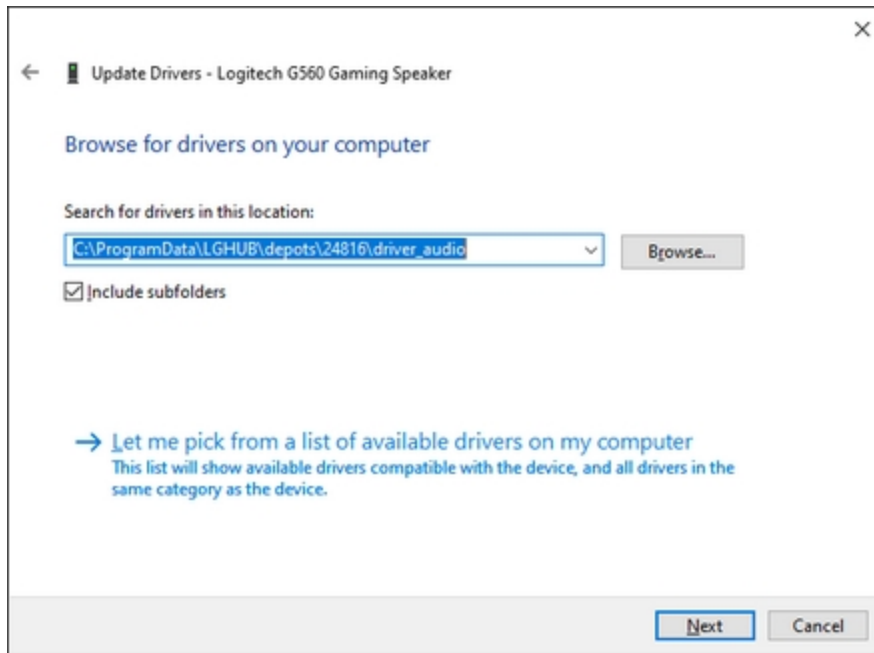 Update Drivers - Logitech G560 Gaming Speaker
Browse for drivers on your computer
Search for drivers in this location:
C:\ProgramData\LGHUB\depots\24816\driver_audio
Browse...
Include subfolders
Let me pick from a list of available drivers on my computer
This list will show available drivers compatible with the device, and all drivers in the
same category as the device.
Next
Cancel